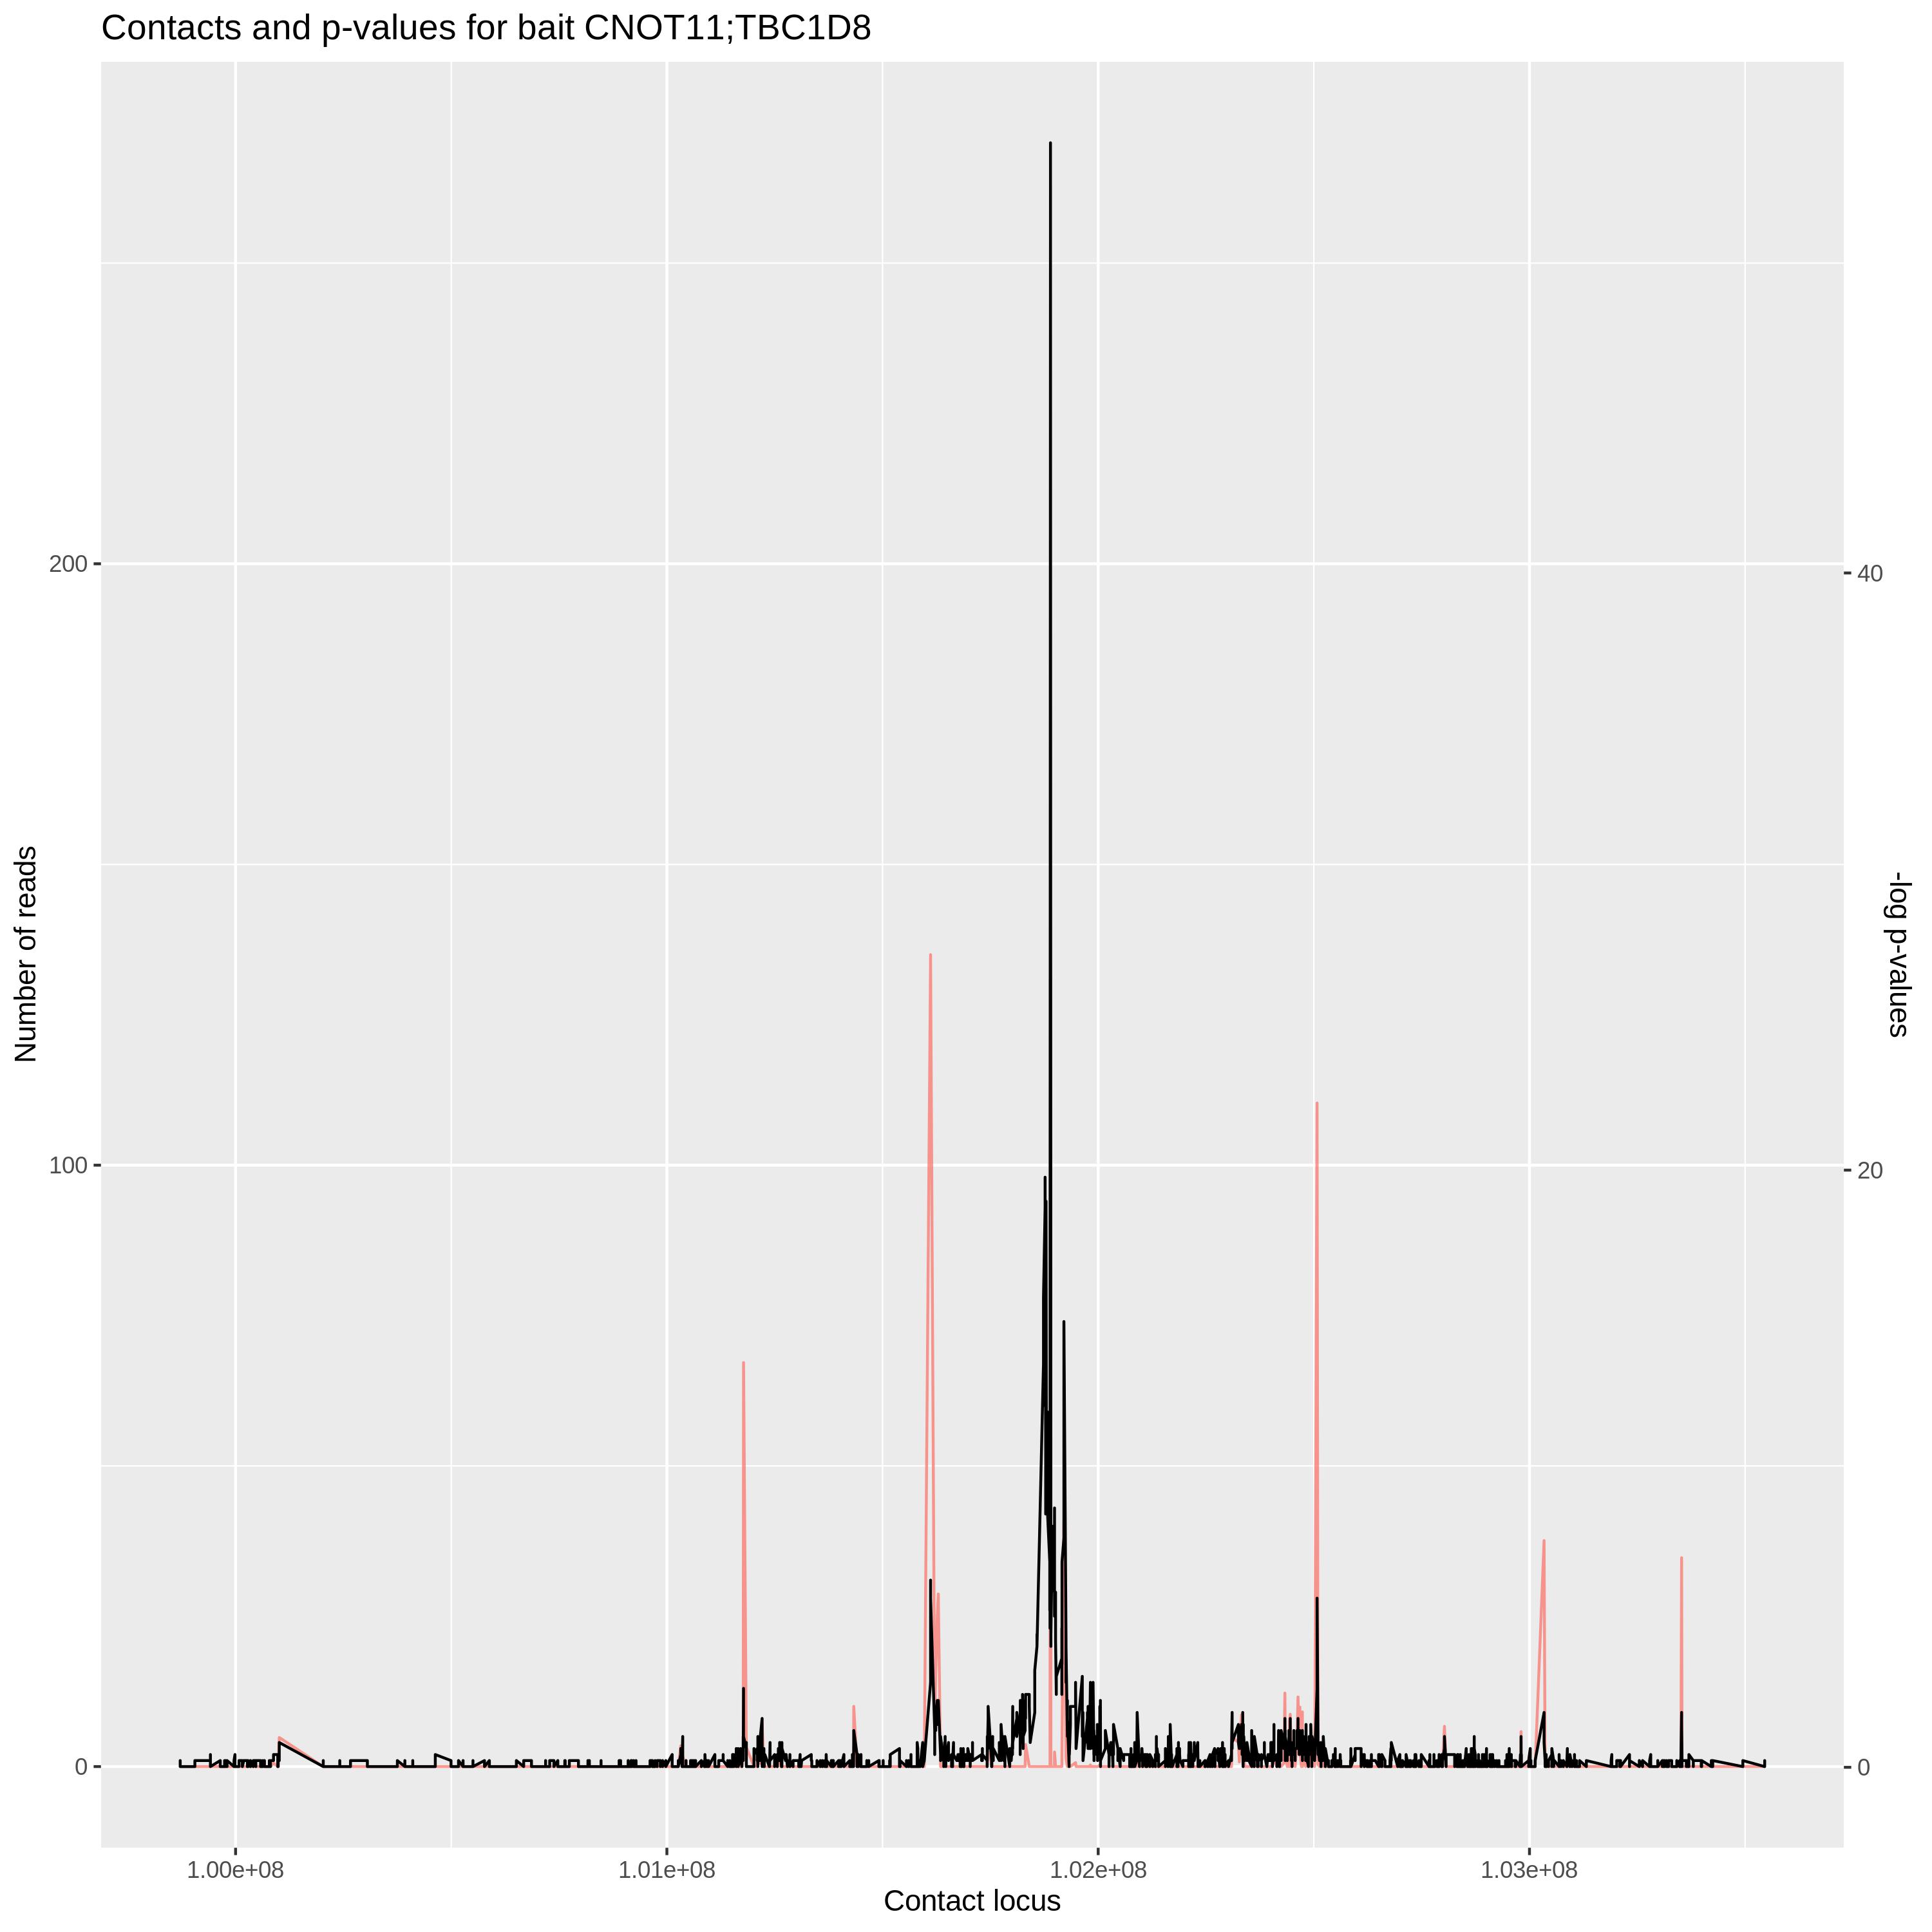 Contacts and p-values for bait CNOT11;TBC1D8
Number of reads
200
100
0
40
20
0
-log p-values
1.00e+08
1.01e+08
1.02e+08
1.03e+08
Contact locus